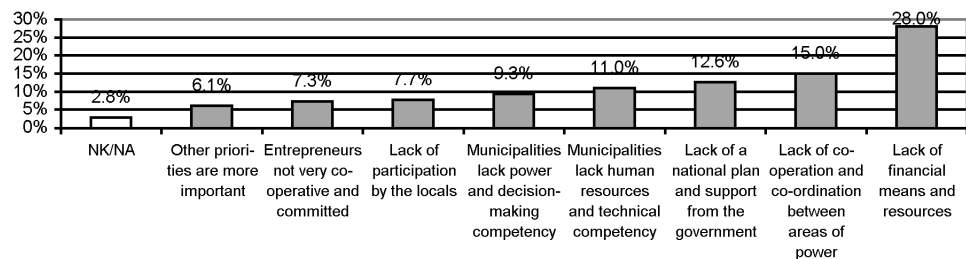 30%
25%
20%
15%
10%
5%
0%
2.8%
6.1%
7.3%
7.7%
9.3%
11.0%
12.6%
15.0%
28.0%
NK/NA
Other priori-
ties are more
important
Entrepreneurs
not very co-
operative and
committed
Lack of
participation
by the locals
Municipalities
lack power
and decision-
making
competency
Municipalities
lack human
resources
and technical
competency
Lack of a
national plan
and support
from the
government
Lack of co-
operation and
co-ordination
between
areas of
power
Lack of
financial
means and
resources